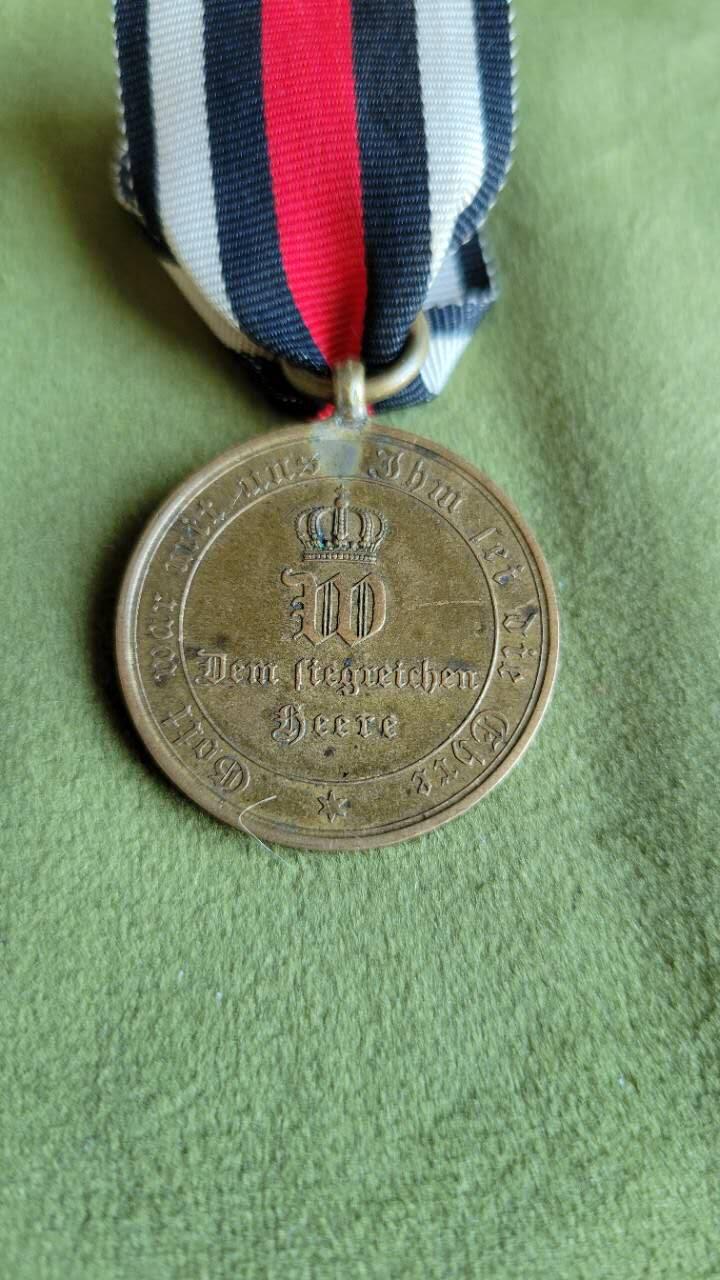 Gott war mit uns Ihm sei die Ehre
W
Dem siegreichen
Heere